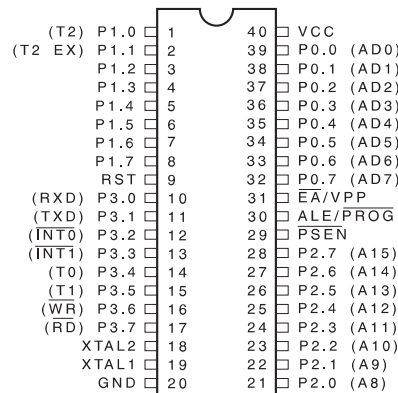 (T2) P1.0 1 40 VCC
(T2 EX) P1.1 2 39 P0.0 (AD0)
P1.2 3 38 P0.1 (AD1)
P1.3 4 37 P0.2 (AD2)
P1.4 5 36 P0.3 (AD3)
P1.5 6 35 P0.4 (AD4)
P1.6 7 34 P0.5 (AD5)
P1.7 8 33 P0.6 (AD6)
RST 9 32 P0.7 (AD7)
(RXD) P3.0 10 31 E̅A̅/VPP
(TXD) P3.1 11 30 ALE/P̅R̅O̅G̅
(I̅N̅T̅0̅) P3.2 12 29 P̅S̅E̅N̅
(I̅N̅T̅1̅) P3.3 13 28 P2.7 (A15)
(T0) P3.4 14 27 P2.6 (A14)
(T1) P3.5 15 26 P2.5 (A13)
(W̅R̅) P3.6 16 25 P2.4 (A12)
(R̅D̅) P3.7 17 24 P2.3 (A11)
XTAL2 18 23 P2.2 (A10)
XTAL1 19 22 P2.1 (A9)
GND 20 21 P2.0 (A8)